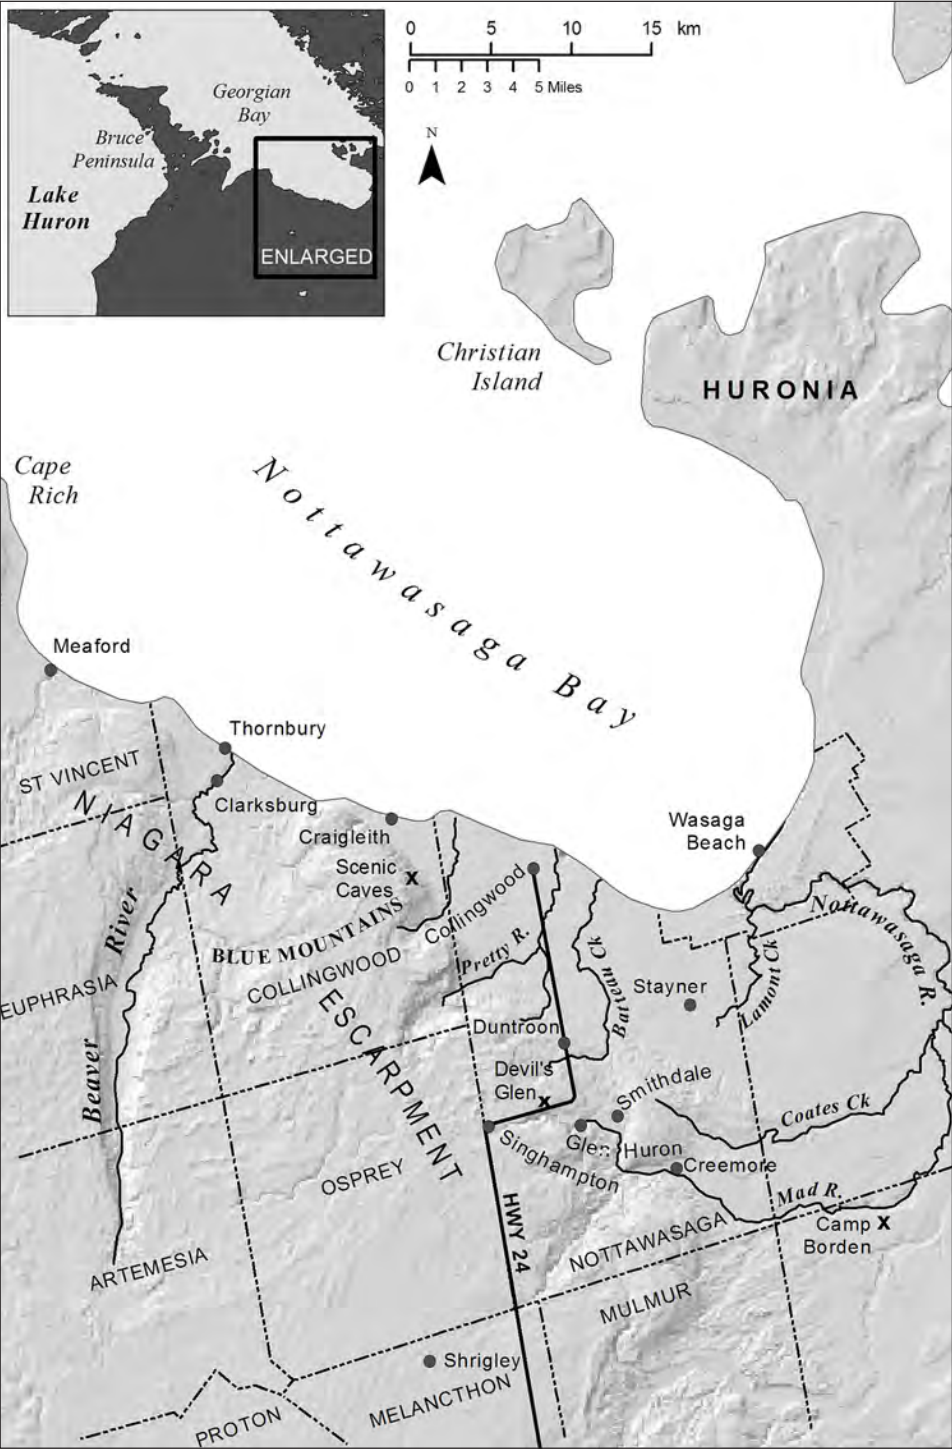 0 5 10 15 km
0 1 2 3 4 5 Miles
N
Georgian
Bay
Bruce
Peninsula
Lake
Huron
ENLARGED
Christian
Island
HURONIA
Cape
Rich
Nottawasaga Bay
Meaford
Thornbury
ST VINCENT
Clarksburg
NIAGARA
Craigleith
Wasaga
Beach
Scenic
Caves
x
Collingwood
BLUE MOUNTAINS
Nottawasaga R.
River
Pretty R.
Batteau Ck
Lamont Ck
COLLINGWOOD
EUPHRASIA
Stayner
ESCARPMENT
Duntroon
Devil's
Glen
x
Beaver
Smithdale
Coates Ck
Singhampton
Glen Huron
Creemore
OSPREY
Mad R.
HWY 24
NOTTAWASAGA
Camp x
Borden
ARTEMESIA
MULMUR
Shrigley
MELANCTHON
PROTON